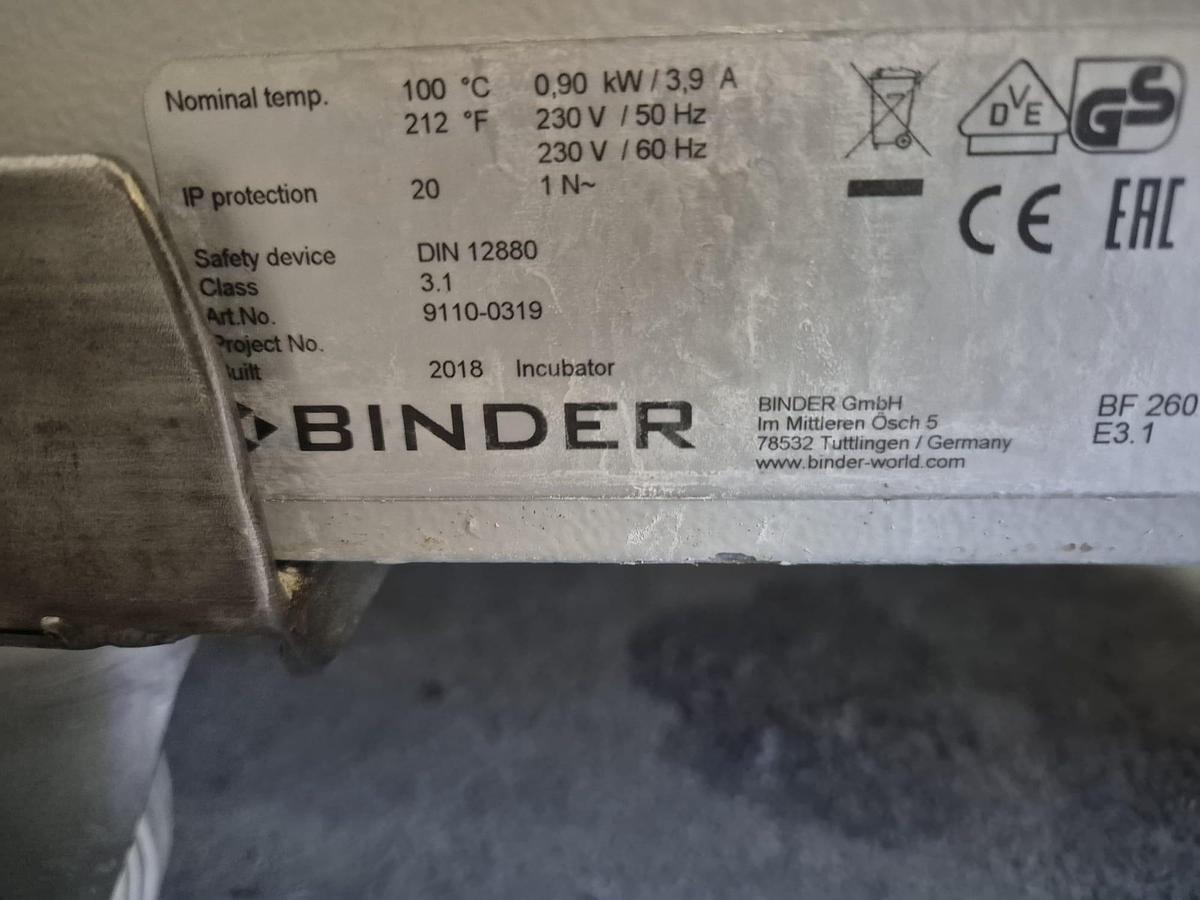 Nominal temp. 100 °C 0,90 kW / 3,9 A
212 °F 230 V / 50 Hz
230 V / 60 Hz
IP protection 20 1 N~
Safety device DIN 12880
Class 3.1
Art.No. 9110-0319
Project No.
Built 2018 Incubator
BINDER
BINDER GmbH
Im Mittleren Ösch 5
78532 Tuttlingen / Germany
www.binder-world.com
BF 260
E3.1
DVE
GS
CE
EAC